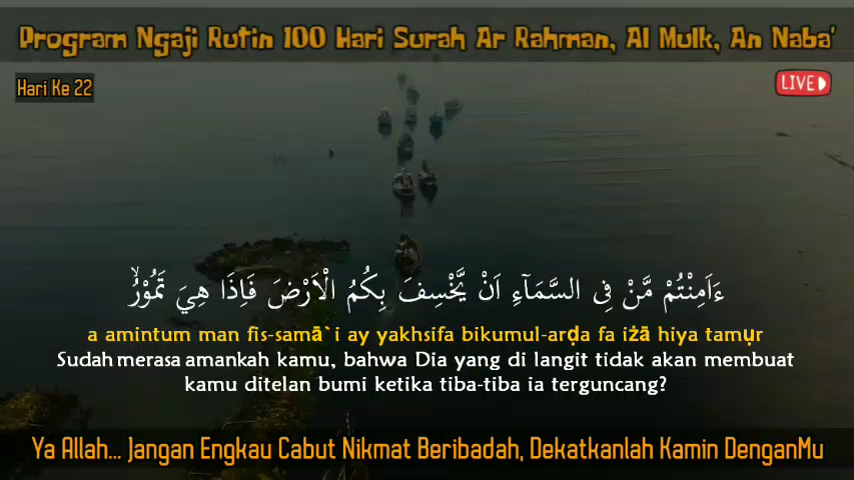 Program Ngaji Rutin 100 Hari Surah Ar Rahman, Al Mulk, An Naba'
Hari Ke 22
LIVE
ءَاَمِنْتُمْ مَّنْ فِى السَّمَاۤءِ اَنْ يَّخْسِفَ بِكُمُ الْاَرْضَ فَاِذَا هِيَ تَمُوْرُۙ
a amintum man fis-samā`i ay yakhsifa bikumul-arḍa fa iżā hiya tamụr
Sudah merasa amankah kamu, bahwa Dia yang di langit tidak akan membuat
kamu ditelan bumi ketika tiba-tiba ia terguncang?
Ya Allah... Jangan Engkau Cabut Nikmat Beribadah, Dekatkanlah Kamin DenganMu